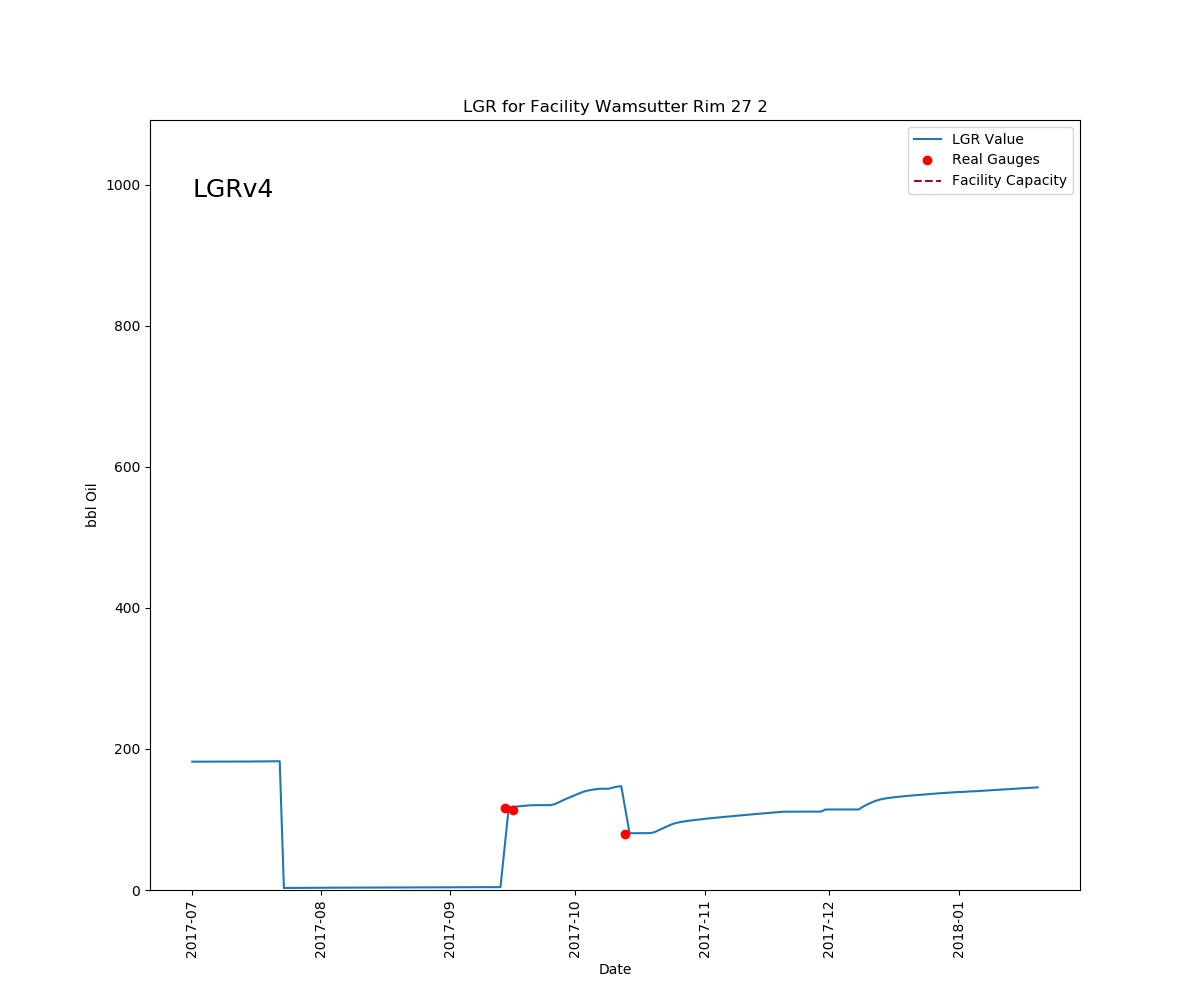 LGR for Facility Wamsutter Rim 27 2
LGR Value
Real Gauges
Facility Capacity
LGRv4
1000
800
600
400
200
0
bbl Oil
2017-07
2017-08
2017-09
2017-10
2017-11
2017-12
2018-01
Date